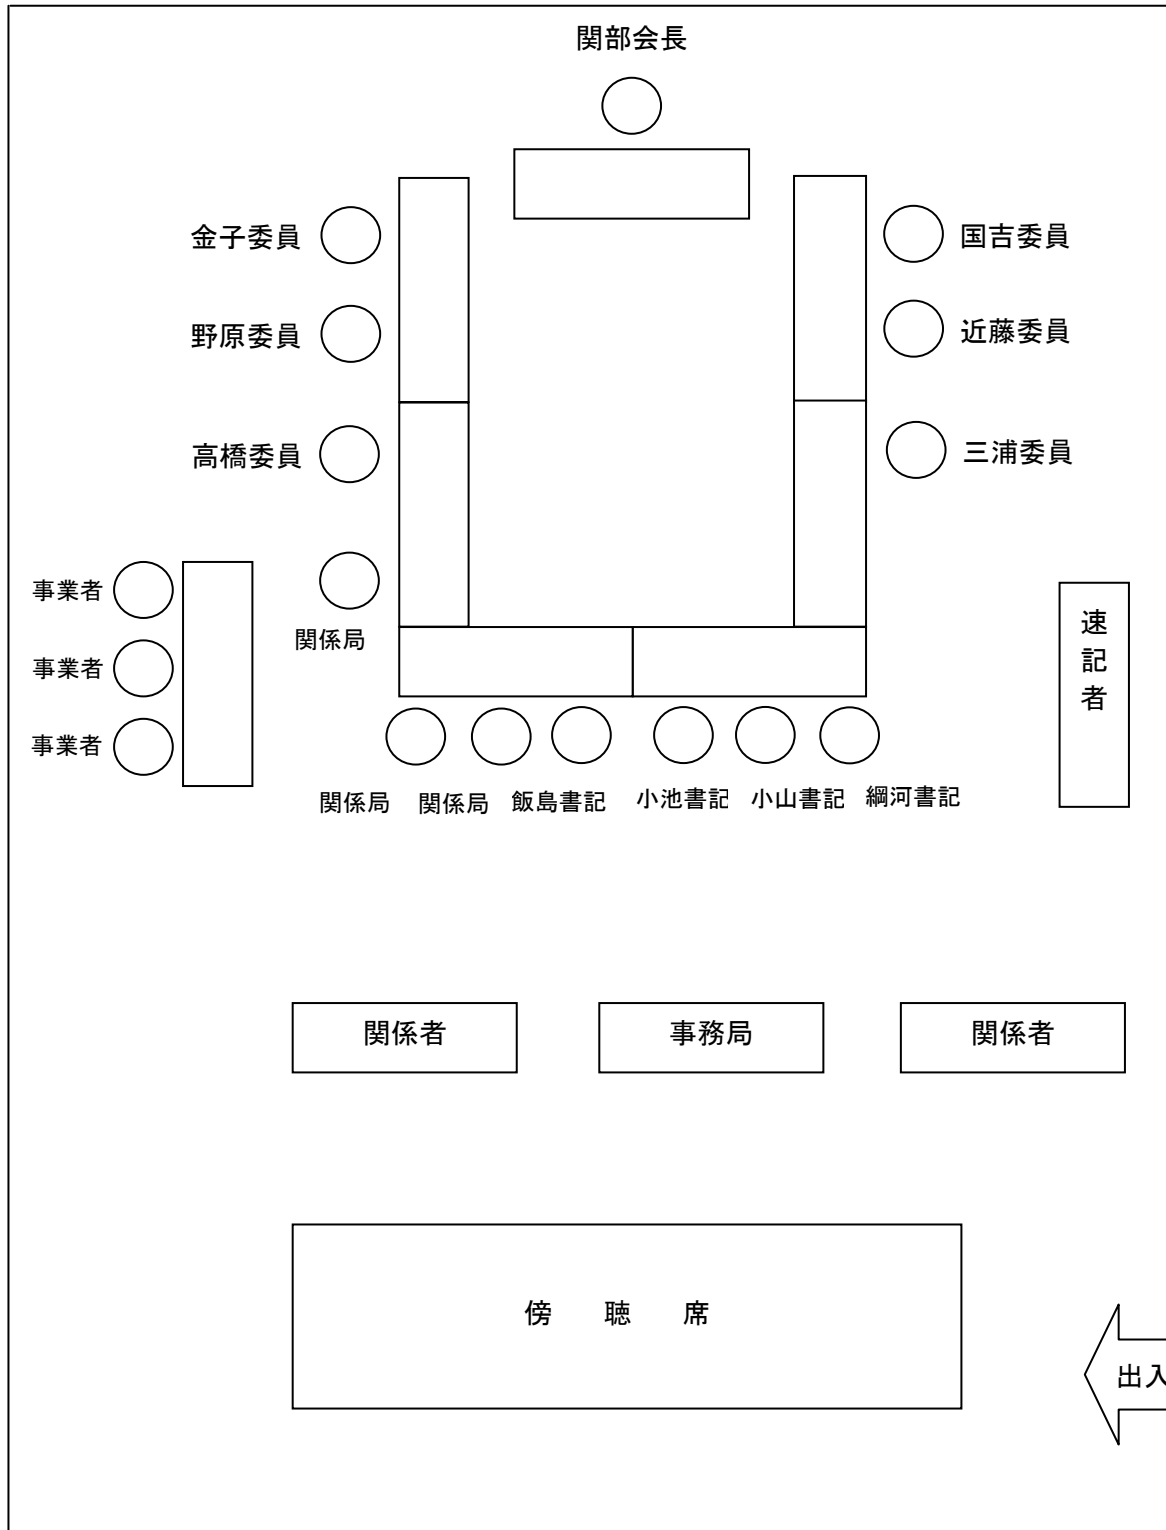 関部会長
金子委員
国吉委員
野原委員
近藤委員
高橋委員
三浦委員
事業者
事業者
事業者
関係局
速記者
関係局
関係局
飯島書記
小池書記
小山書記
綱河書記
関係者
事務局
関係者
傍 聴 席
出入